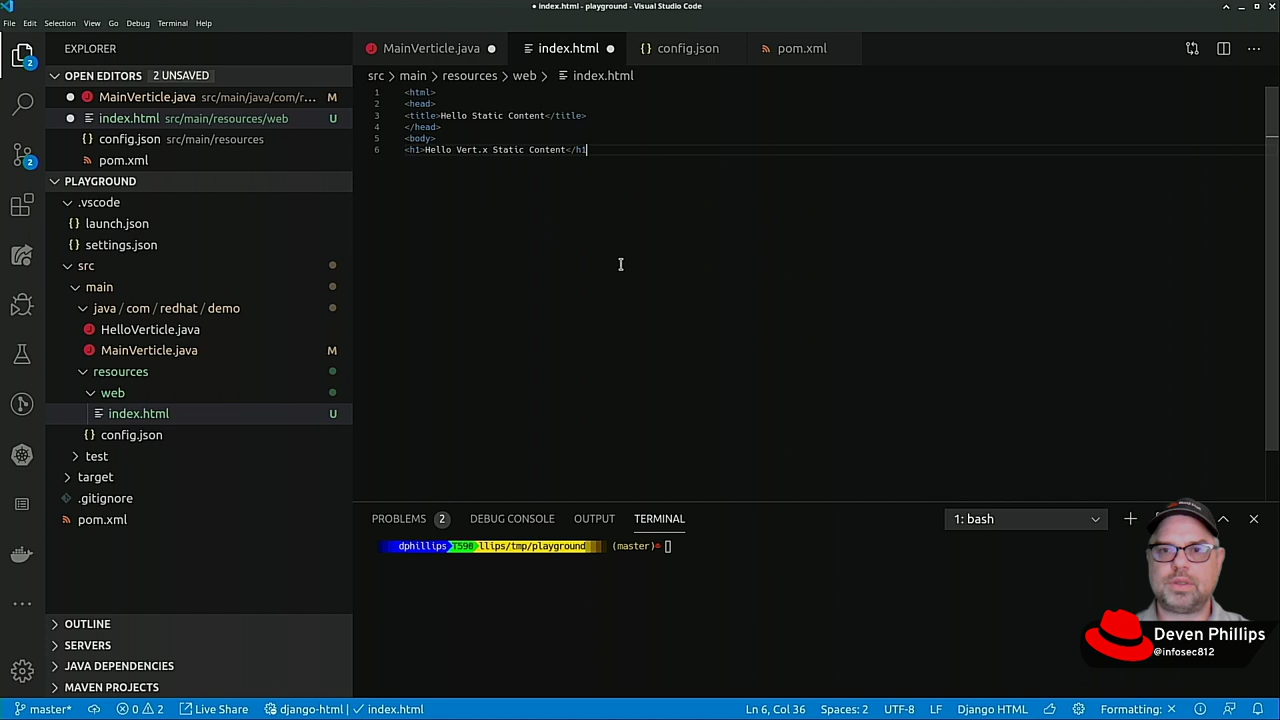 ● index.html - playground - Visual Studio Code
File Edit Selection View Go Debug Terminal Help
EXPLORER
OPEN EDITORS 2 UNSAVED
MainVerticle.java src/main/java/com/r... M
index.html src/main/resources/web U
{} config.json src/main/resources
pom.xml
PLAYGROUND
.vscode
{} launch.json
{} settings.json
src
main
java / com / redhat / demo
HelloVerticle.java
MainVerticle.java M
resources
web
index.html U
{} config.json
test
target
.gitignore
pom.xml
OUTLINE
SERVERS
JAVA DEPENDENCIES
MAVEN PROJECTS
2
2
MainVerticle.java ● index.html ● {} config.json pom.xml
src > main > resources > web > index.html
1 <html>
2 <head>
3 <title>Hello Static Content</title>
4 </head>
5 <body>
6 <h1>Hello Vert.x Static Content</h1
PROBLEMS 2 DEBUG CONSOLE OUTPUT TERMINAL 1: bash
dphillips T590 llips/tmp/playground (master)
Deven Phillips
@infosec812
master* 0 2 Live Share django-html | ✓ index.html Ln 6, Col 36 Spaces: 2 UTF-8 LF Django HTML Formatting: ×